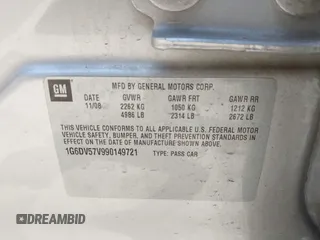 GM
MFD BY GENERAL MOTORS CORP.
DATE GVWR GAWR FRT GAWR RR
11/08 2262 KG 1050 KG 1212 KG
4986 LB 2314 LB 2672 LB
THIS VEHICLE CONFORMS TO ALL APPLICABLE U.S. FEDERAL MOTOR
VEHICLE SAFETY, BUMPER, AND THEFT PREVENTION STANDARDS IN
EFFECT ON THE DATE OF MANUFACTURE SHOWN ABOVE.
1G6DV57V990149721 TYPE: PASS CAR
DREAMBID